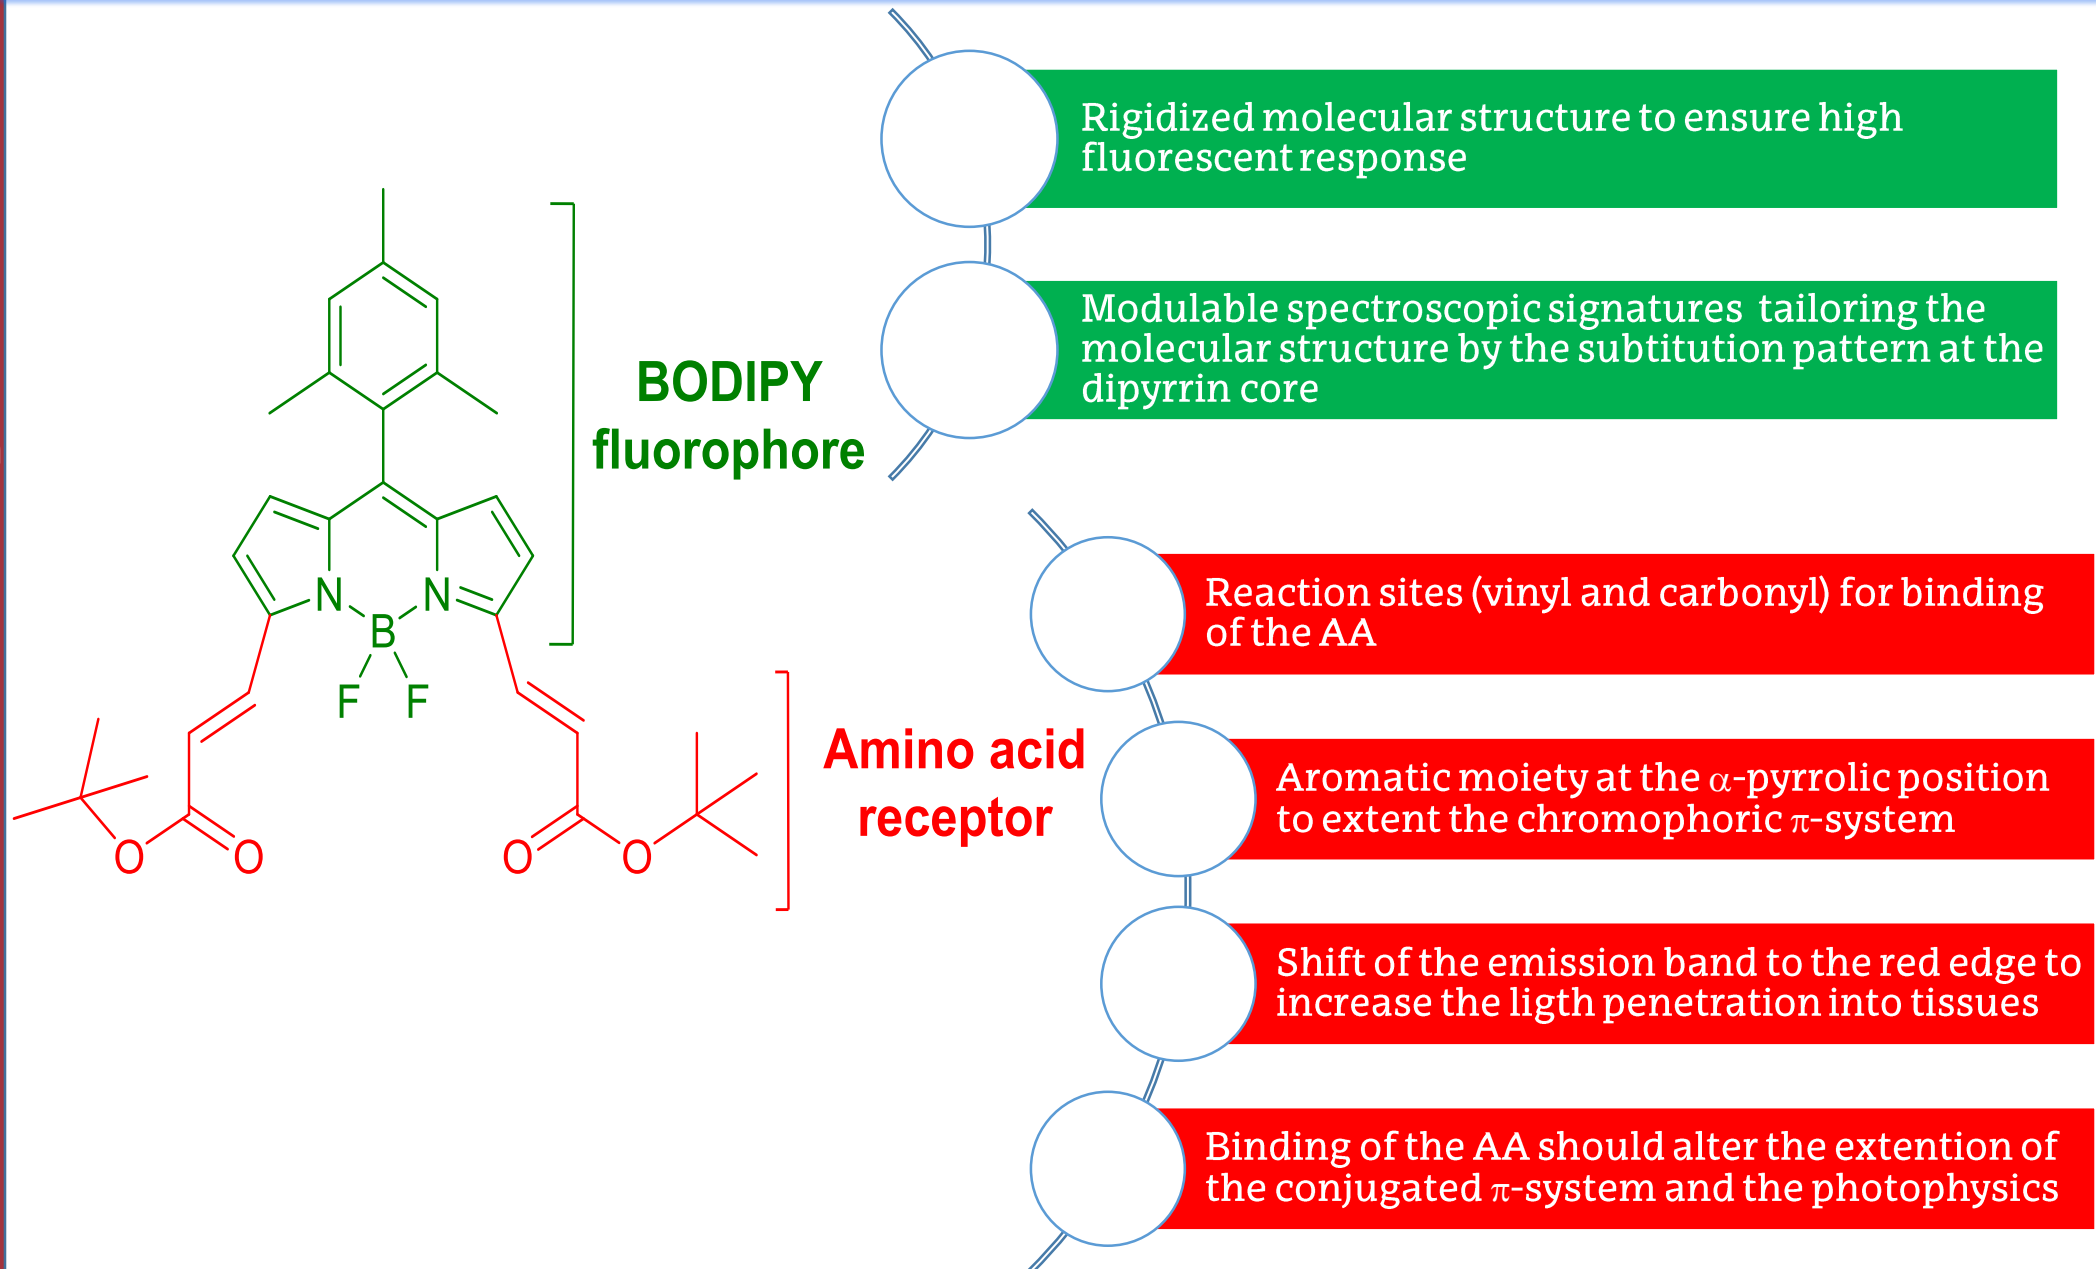 Rigidized molecular structure to ensure high
fluorescent response
Modulable spectroscopic signatures tailoring the
molecular structure by the subtitution pattern at the
dipyrrin core
BODIPY
fluorophore
N
N
B
F
F
O
O
O
O
Amino acid
receptor
Reaction sites (vinyl and carbonyl) for binding
of the AA
Aromatic moiety at the α-pyrrolic position
to extent the chromophoric π-system
Shift of the emission band to the red edge to
increase the ligth penetration into tissues
Binding of the AA should alter the extention of
the conjugated π-system and the photophysics